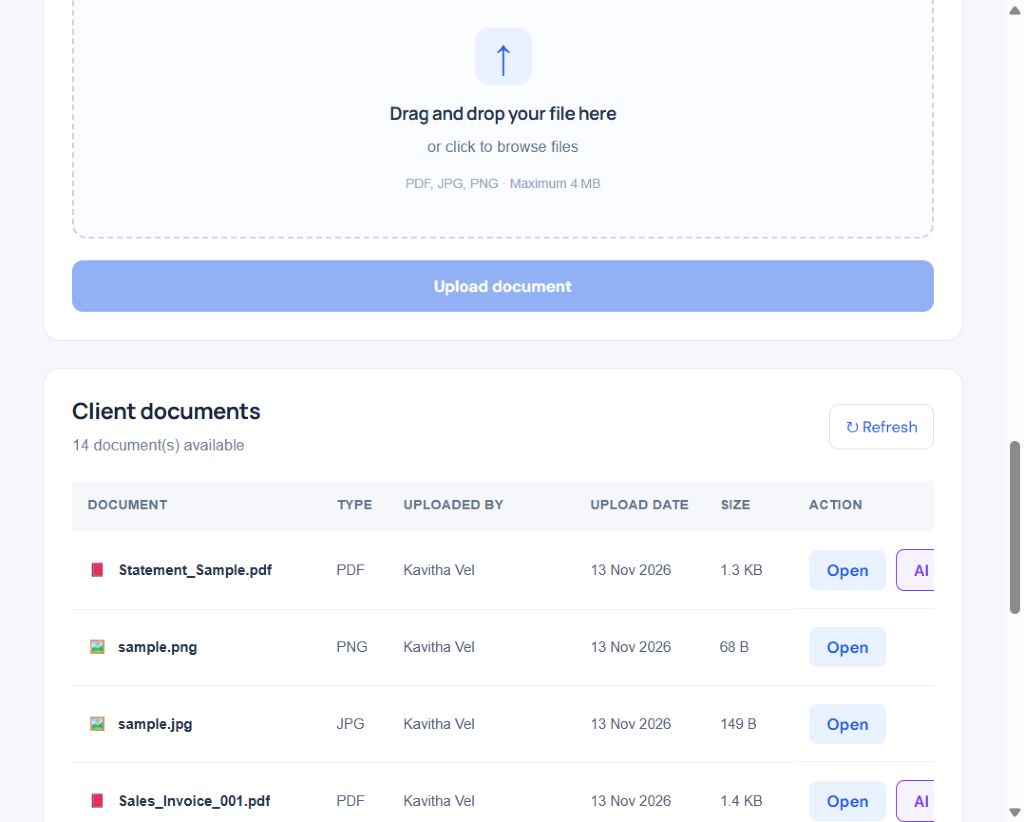 ↑
Drag and drop your file here
or click to browse files
PDF, JPG, PNG · Maximum 4 MB
Upload document
Client documents
14 document(s) available
↻ Refresh
DOCUMENT TYPE UPLOADED BY UPLOAD DATE SIZE ACTION
Statement_Sample.pdf PDF Kavitha Vel 13 Nov 2026 1.3 KB Open AI
sample.png PNG Kavitha Vel 13 Nov 2026 68 B Open
sample.jpg JPG Kavitha Vel 13 Nov 2026 149 B Open
Sales_Invoice_001.pdf PDF Kavitha Vel 13 Nov 2026 1.4 KB Open AI